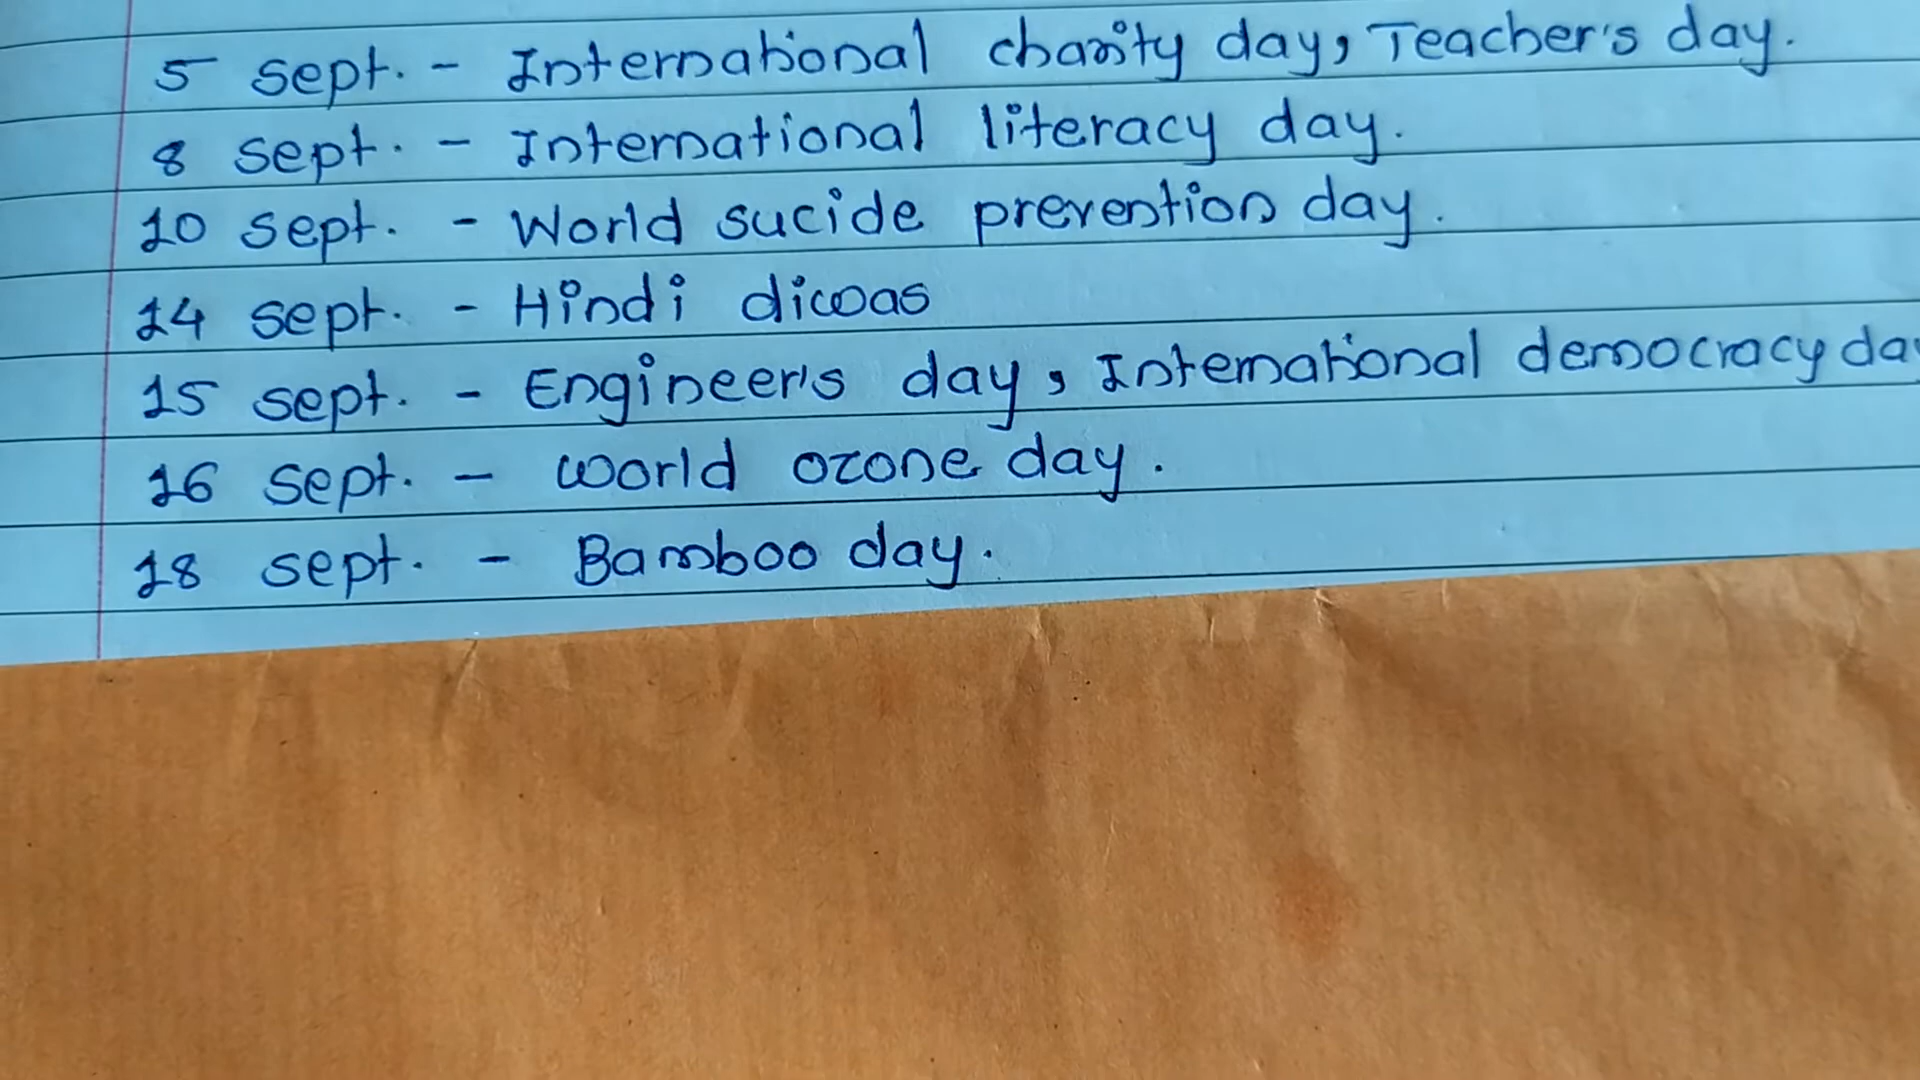 5 sept. - International charity day, Teacher's day.
8 sept. - International literacy day.
10 sept. - World sucide prevention day.
14 sept. - Hindi diwas
15 sept. - Engineer's day, International democracy da
16 sept. - world ozone day.
18 sept. - Bamboo day.